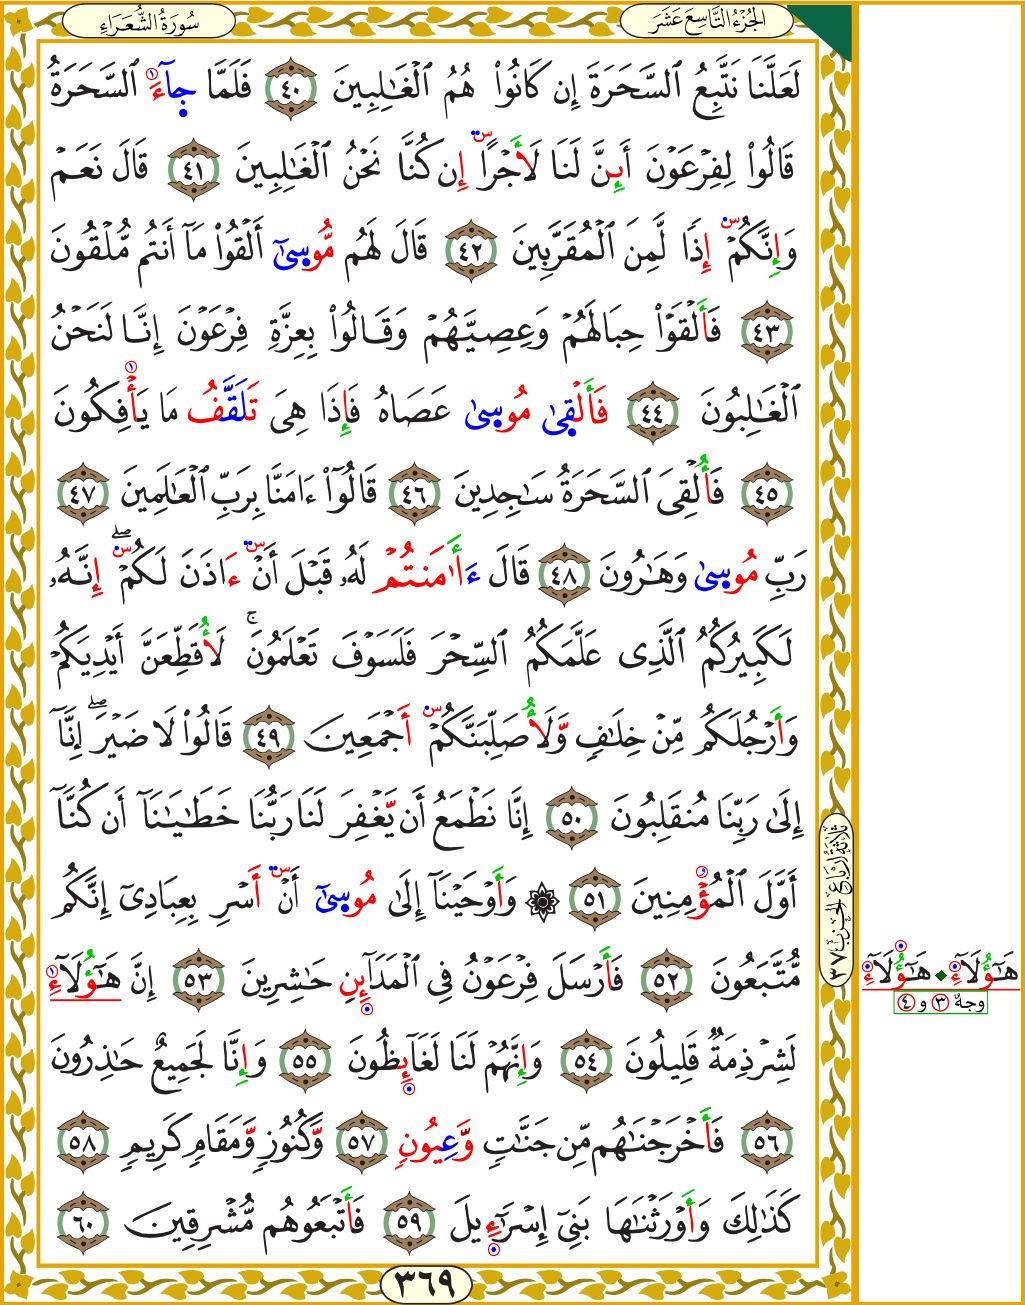 سُورَةُ الشُّعَرَاءِ
الجُزْءُ التَّاسِعَ عَشَرَ
لَعَلَّنَا نَتَّبِعُ ٱلسَّحَرَةَ إِن كَانُوا۟ هُمُ ٱلْغَٰلِبِينَ ٤٠ فَلَمَّا جَآءَ ٱلسَّحَرَةُ
قَالُوا۟ لِفِرْعَوْنَ أَئِنَّ لَنَا لَأَجْرًا إِن كُنَّا نَحْنُ ٱلْغَٰلِبِينَ ٤١ قَالَ نَعَمْ
وَإِنَّكُمْ إِذًا لَّمِنَ ٱلْمُقَرَّبِينَ ٤٢ قَالَ لَهُم مُّوسَىٰٓ أَلْقُوا۟ مَآ أَنتُم مُّلْقُونَ
٤٣ فَأَلْقَوْا۟ حِبَالَهُمْ وَعِصِيَّهُمْ وَقَالُوا۟ بِعِزَّةِ فِرْعَوْنَ إِنَّا لَنَحْنُ
ٱلْغَٰلِبُونَ ٤٤ فَأَلْقَىٰ مُوسَىٰ عَصَاهُ فَإِذَا هِىَ تَلَقَّفُ مَا يَأْفِكُونَ
٤٥ فَأُلْقِىَ ٱلسَّحَرَةُ سَٰجِدِينَ ٤٦ قَالُوٓا۟ ءَامَنَّا بِرَبِّ ٱلْعَٰلَمِينَ ٤٧
رَبِّ مُوسَىٰ وَهَٰرُونَ ٤٨ قَالَ ءَأَٰمَنتُمْ لَهُۥ قَبْلَ أَنْ ءَاذَنَ لَكُمْ ۖ إِنَّهُۥ
لَكَبِيرُكُمُ ٱلَّذِى عَلَّمَكُمُ ٱلسِّحْرَ فَلَسَوْفَ تَعْلَمُونَ ۚ لَأُقَطِّعَنَّ أَيْدِيَكُمْ
وَأَرْجُلَكُم مِّنْ خِلَٰفٍ وَلَأُصَلِّبَنَّكُمْ أَجْمَعِينَ ٤٩ قَالُوا۟ لَا ضَيْرَ ۖ إِنَّآ
إِلَىٰ رَبِّنَا مُنقَلِبُونَ ٥٠ إِنَّا نَطْمَعُ أَن يَّغْفِرَ لَنَا رَبُّنَا خَطَٰيَٰنَآ أَن كُنَّآ
أَوَّلَ ٱلْمُؤْمِنِينَ ٥١ ۞ وَأَوْحَيْنَآ إِلَىٰ مُوسَىٰٓ أَنْ أَسْرِ بِعِبَادِىٓ إِنَّكُم
مُّتَّبَعُونَ ٥٢ فَأَرْسَلَ فِرْعَوْنُ فِى ٱلْمَدَآئِنِ حَٰشِرِينَ ٥٣ إِنَّ هَٰٓؤُلَآءِ
لَشِرْذِمَةٌ قَلِيلُونَ ٥٤ وَإِنَّهُمْ لَنَا لَغَآئِظُونَ ٥٥ وَإِنَّا لَجَمِيعٌ حَٰذِرُونَ
٥٦ فَأَخْرَجْنَٰهُم مِّن جَنَّٰتٍ وَّعِيُونٍ ٥٧ وَّكُنُوزٍ وَّمَقَامٍ كَرِيمٍ ٥٨
كَذَٰلِكَ وَأَوْرَثْنَٰهَا بَنِىٓ إِسْرَٰٓءِيلَ ٥٩ فَأَتْبَعُوهُم مُّشْرِقِينَ ٦٠
٣٦٩
ثلاثة أرباع الحزب ٣٧
هَٰٓؤُلَآءِ هَٰٓؤُلَآءِ
وجهٌ ٣ و ٤